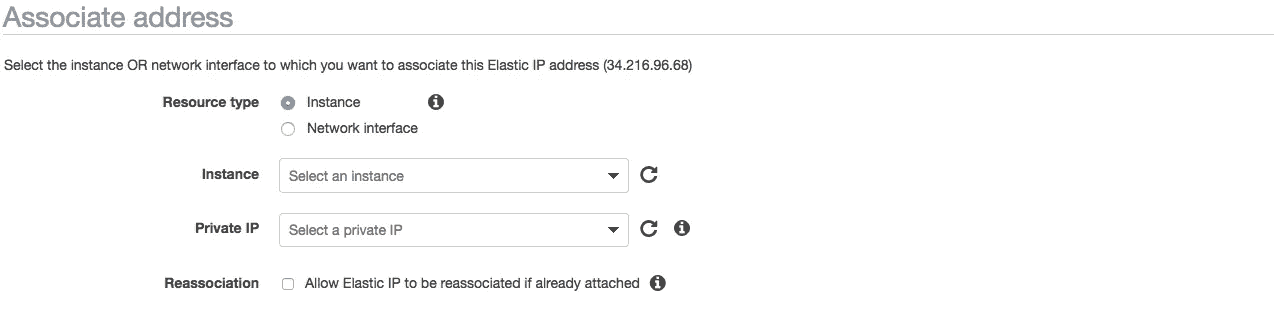 Associate address
Select the instance OR network interface to which you want to associate this Elastic IP address (34.216.96.68)
Resource type Instance
Network interface
Instance Select an instance
Private IP Select a private IP
Reassociation Allow Elastic IP to be reassociated if already attached